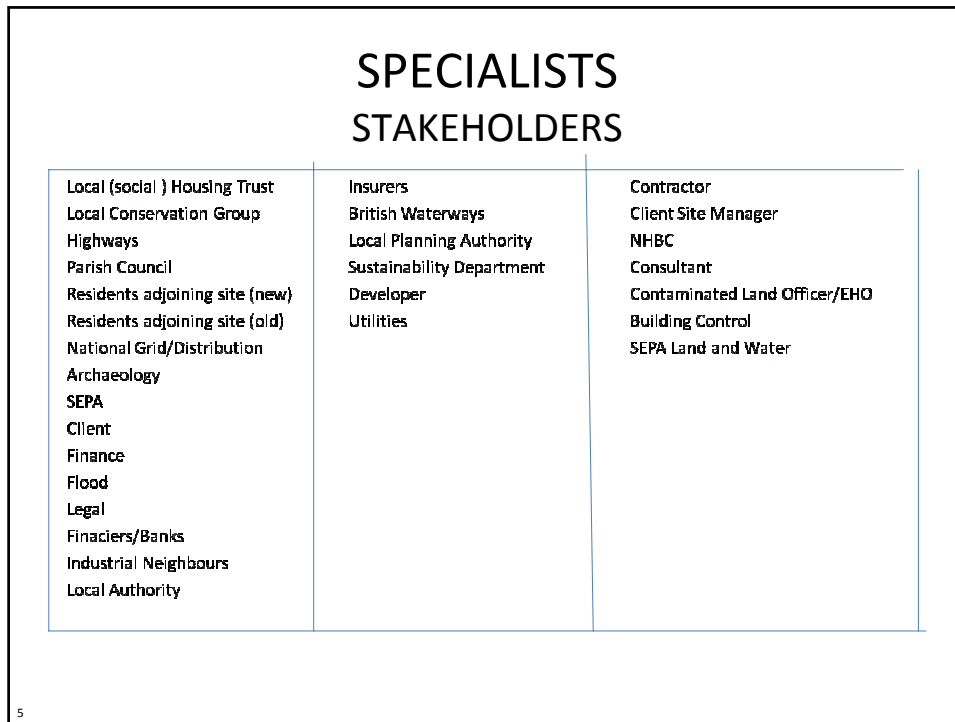 SPECIALISTS
STAKEHOLDERS
Local (social ) Housing Trust
Local Conservation Group
Highways
Parish Council
Residents adjoining site (new)
Residents adjoining site (old)
National Grid/Distribution
Archaeology
SEPA
Client
Finance
Flood
Legal
Finaciers/Banks
Industrial Neighbours
Local Authority
Insurers
British Waterways
Local Planning Authority
Sustainability Department
Developer
Utilities
Contractor
Client Site Manager
NHBC
Consultant
Contaminated Land Officer/EHO
Building Control
SEPA Land and Water
5